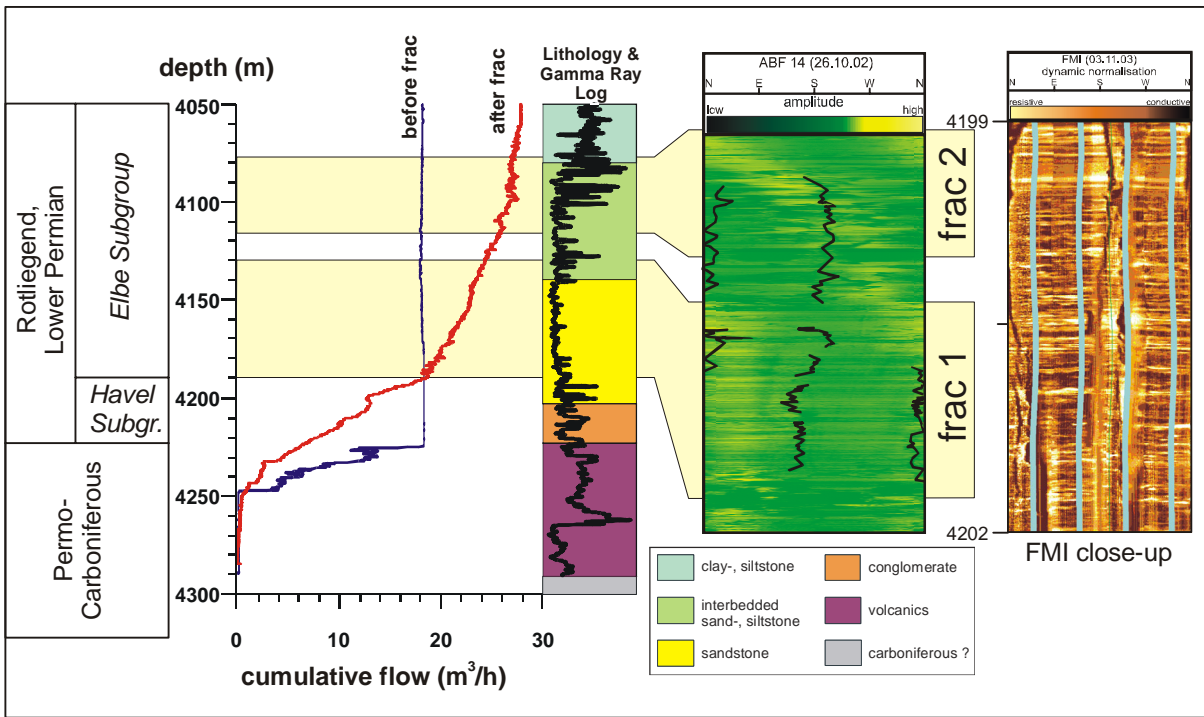 depth (m)
Rotliegend,
Lower Permian
Elbe Subgroup
Havel
Subgr.
Permo-
Carboniferous
4050
4100
4150
4200
4250
4300
before frac
after frac
0 10 20 30
cumulative flow (m³/h)
Lithology &
Gamma Ray
Log
ABF 14 (26.10.02)
N E S W N
amplitude
low high
frac 2
frac 1
FMI (03.11.03)
dynamic normalisation
N E S W N
resistive conductive
4199
4202
FMI close-up
clay-, siltstone
interbedded
sand-, siltstone
sandstone
conglomerate
volcanics
carboniferous ?